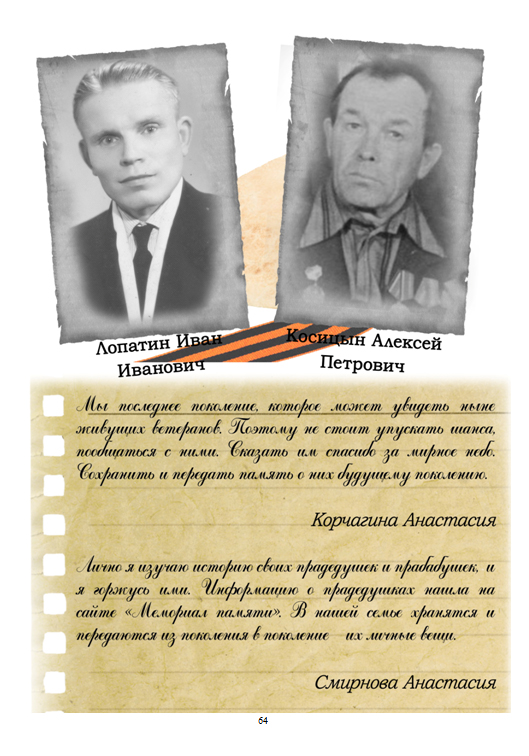 Лопатин Иван
Иванович
Косицын Алексей
Петрович
Мы последнее поколение, которое может увидеть ныне
живущих ветеранов. Поэтому не стоит упускать шанса,
пообщаться с ними. Сказать им спасибо за мирное небо.
Сохранить и передать память о них будущему поколению.
Корчагина Анастасия
Лично я изучаю историю своих прадедушек и прабабушек, и
я горжусь ими. Информацию о прадедушках нашла на
сайте «Мемориал памяти». В нашей семье хранятся и
передаются из поколения в поколение их личные вещи.
Смирнова Анастасия
64